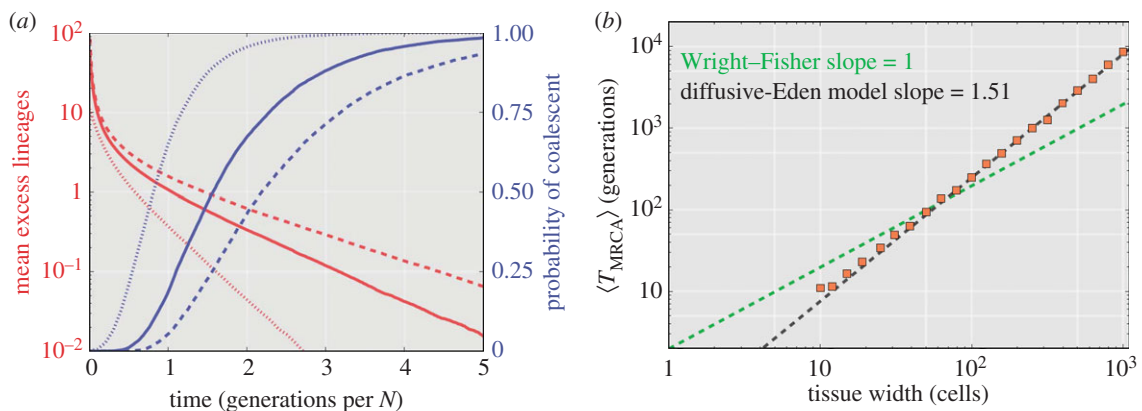 (a)
10²
10
1
10⁻¹
10⁻²
mean excess lineages
1.00
0.75
0.50
0.25
0
probability of coalescent
0 1 2 3 4 5
time (generations per N)
(b)
10⁴
10³
10²
10
⟨T_MRCA⟩ (generations)
Wright–Fisher slope = 1
diffusive-Eden model slope = 1.51
1 10 10² 10³
tissue width (cells)